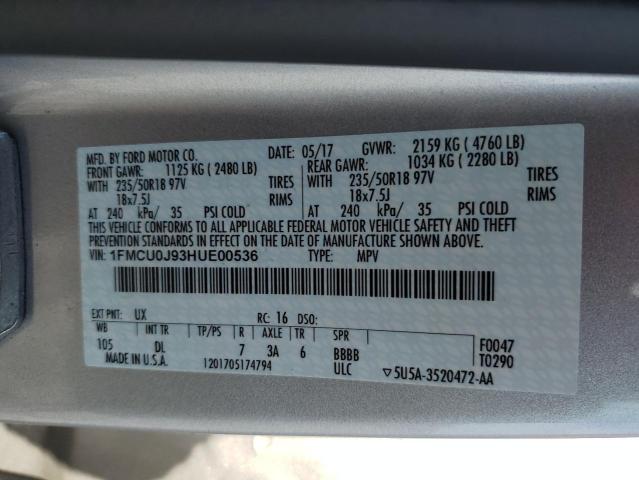 MFD. BY FORD MOTOR CO. DATE: 05/17 GVWR: 2159 KG ( 4760 LB)
FRONT GAWR: 1125 KG ( 2480 LB) REAR GAWR: 1034 KG ( 2280 LB)
WITH 235/50R18 97V TIRES WITH 235/50R18 97V TIRES
18x7.5J RIMS 18x7.5J RIMS
AT 240 kPa/ 35 PSI COLD AT 240 kPa/ 35 PSI COLD
THIS VEHICLE CONFORMS TO ALL APPLICABLE FEDERAL MOTOR VEHICLE SAFETY
STANDARDS IN EFFECT ON THE DATE OF MANUFACTURE SHOWN ABOVE.
VIN: 1FMCU0J93HUE00536 TYPE: MPV
EXT PNT: UX RC: 16 DSO:
WB INT TR TP/PS R AXLE TR SPR F0047
105 DL 7 3A 6 BBBB T0290
MADE IN U.S.A. 1201705174794 ULC ▽5U5A-3520472-AA